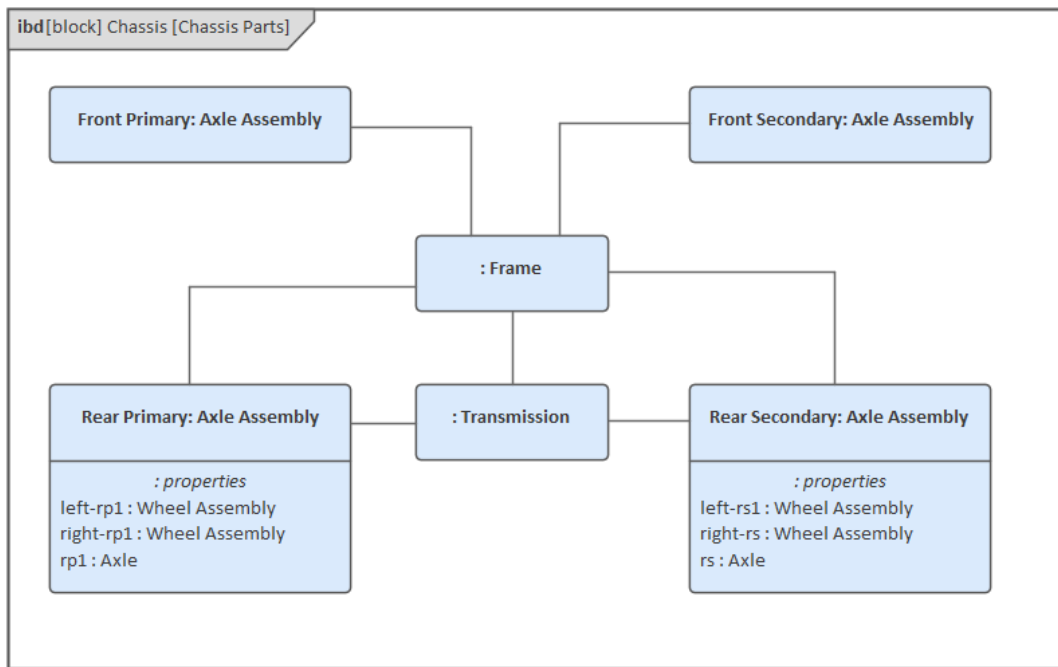 ibd [block] Chassis [Chassis Parts]
Front Primary: Axle Assembly
Front Secondary: Axle Assembly
: Frame
Rear Primary: Axle Assembly
: properties
left-rp1 : Wheel Assembly
right-rp1 : Wheel Assembly
rp1 : Axle
: Transmission
Rear Secondary: Axle Assembly
: properties
left-rs1 : Wheel Assembly
right-rs : Wheel Assembly
rs : Axle